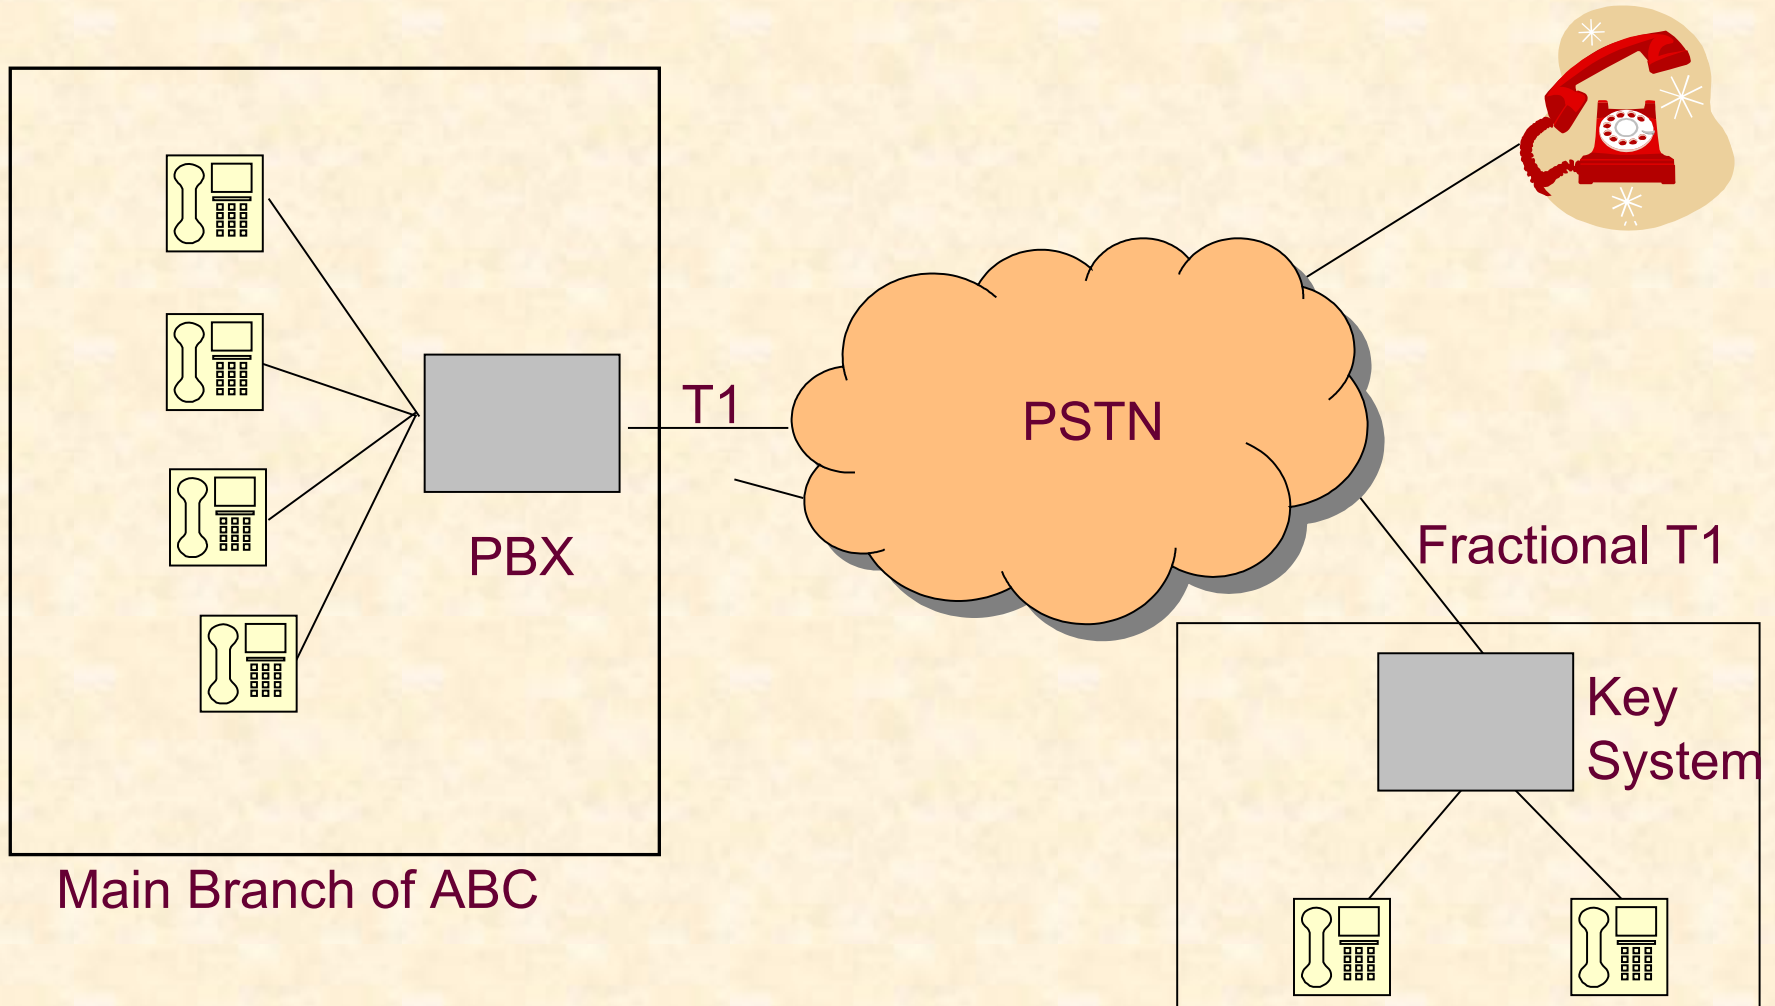 T1
PSTN
PBX
Fractional T1
Key
System
Main Branch of ABC